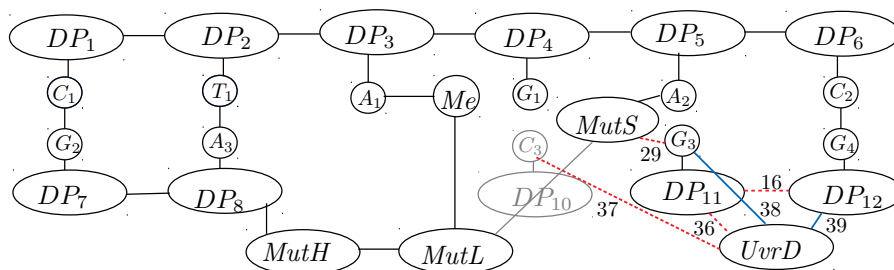 DP₁ DP₂ DP₃ DP₄ DP₅ DP₆
C₁ T₁ A₁ Me G₁ A₂ C₂
MutS
G₂ A₃ C₃ 29 G₃ G₄
DP₇ DP₈ DP₁₀ 37 DP₁₁ 16 38 DP₁₂
36 39
MutH MutL UvrD